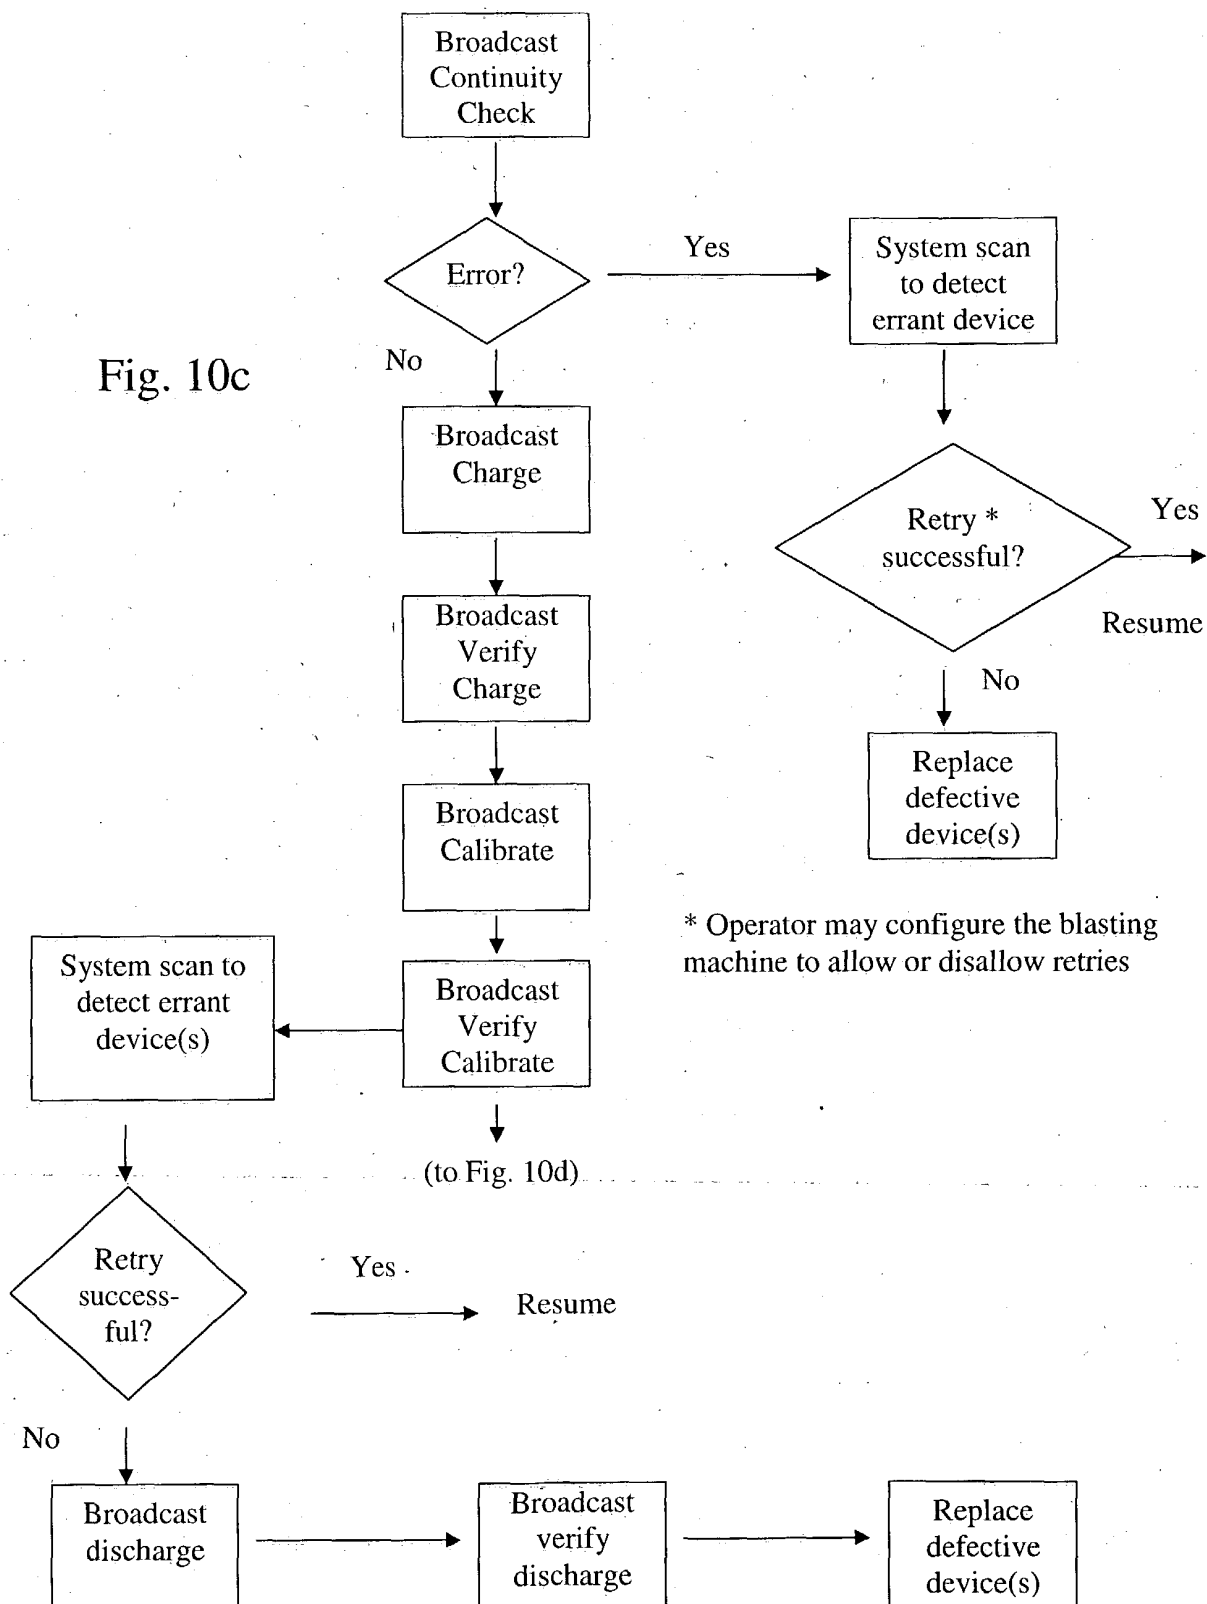 Broadcast
Continuity
Check
Error?
Yes
System scan
to detect
errant device
Fig. 10c
No
Broadcast
Charge
Retry *
successful?
Yes
Resume
Broadcast
Verify
Charge
No
Replace
defective
device(s)
Broadcast
Calibrate
* Operator may configure the blasting
machine to allow or disallow retries
System scan to
detect errant
device(s)
Broadcast
Verify
Calibrate
(to Fig. 10d)
Retry
success-
ful?
Yes
Resume
No
Broadcast
discharge
Broadcast
verify
discharge
Replace
defective
device(s)